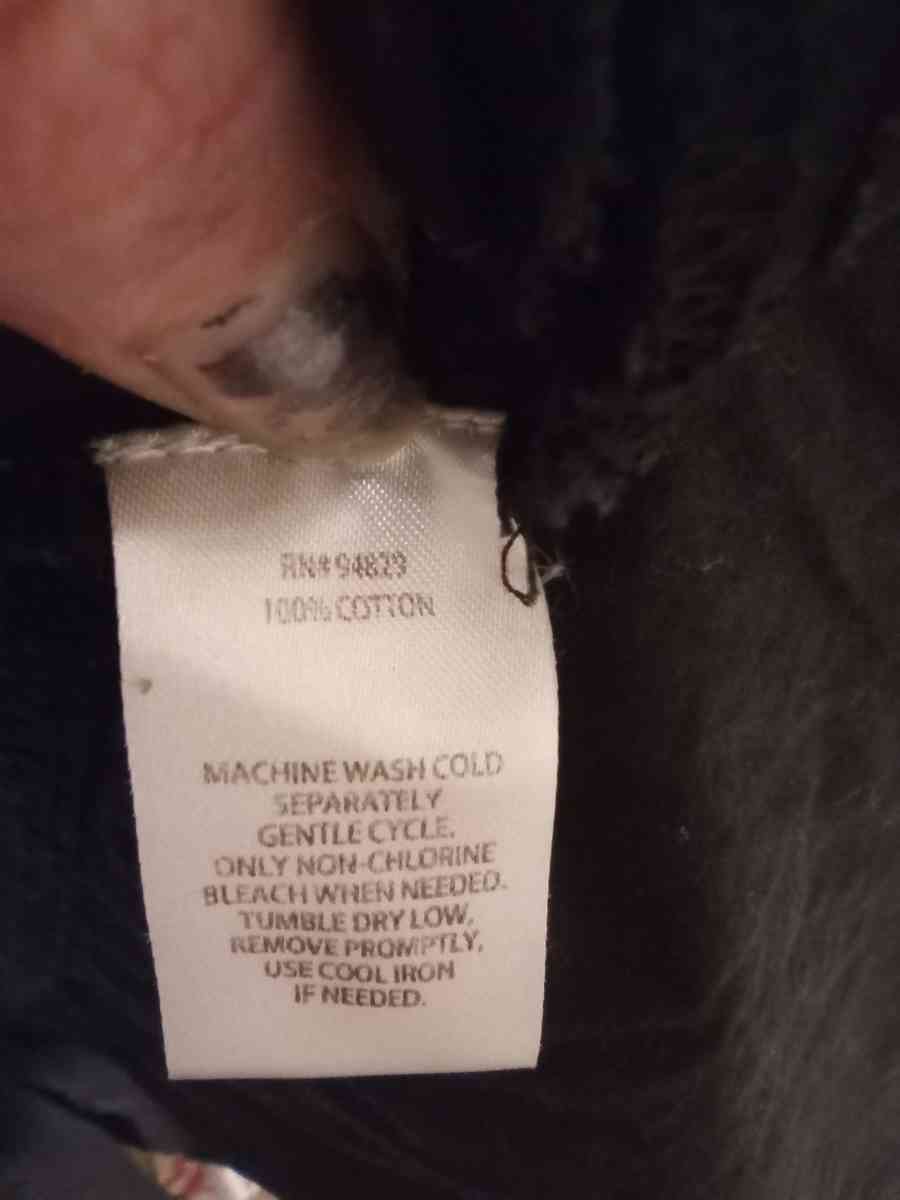 RN# 94829
100% COTTON
MACHINE WASH COLD
SEPARATELY
GENTLE CYCLE.
ONLY NON-CHLORINE
BLEACH WHEN NEEDED.
TUMBLE DRY LOW,
REMOVE PROMPTLY,
USE COOL IRON
IF NEEDED.